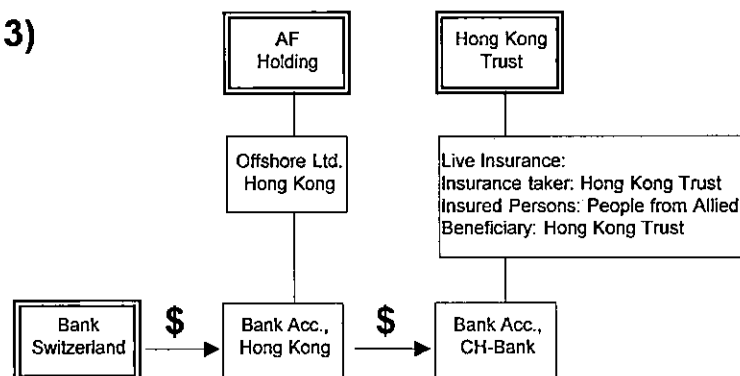 3)
AF
Holding
Hong Kong
Trust
Offshore Ltd.
Hong Kong
Live Insurance:
Insurance taker: Hong Kong Trust
Insured Persons: People from Allied
Beneficiary: Hong Kong Trust
Bank
Switzerland
$
Bank Acc.,
Hong Kong
$
Bank Acc.,
CH-Bank